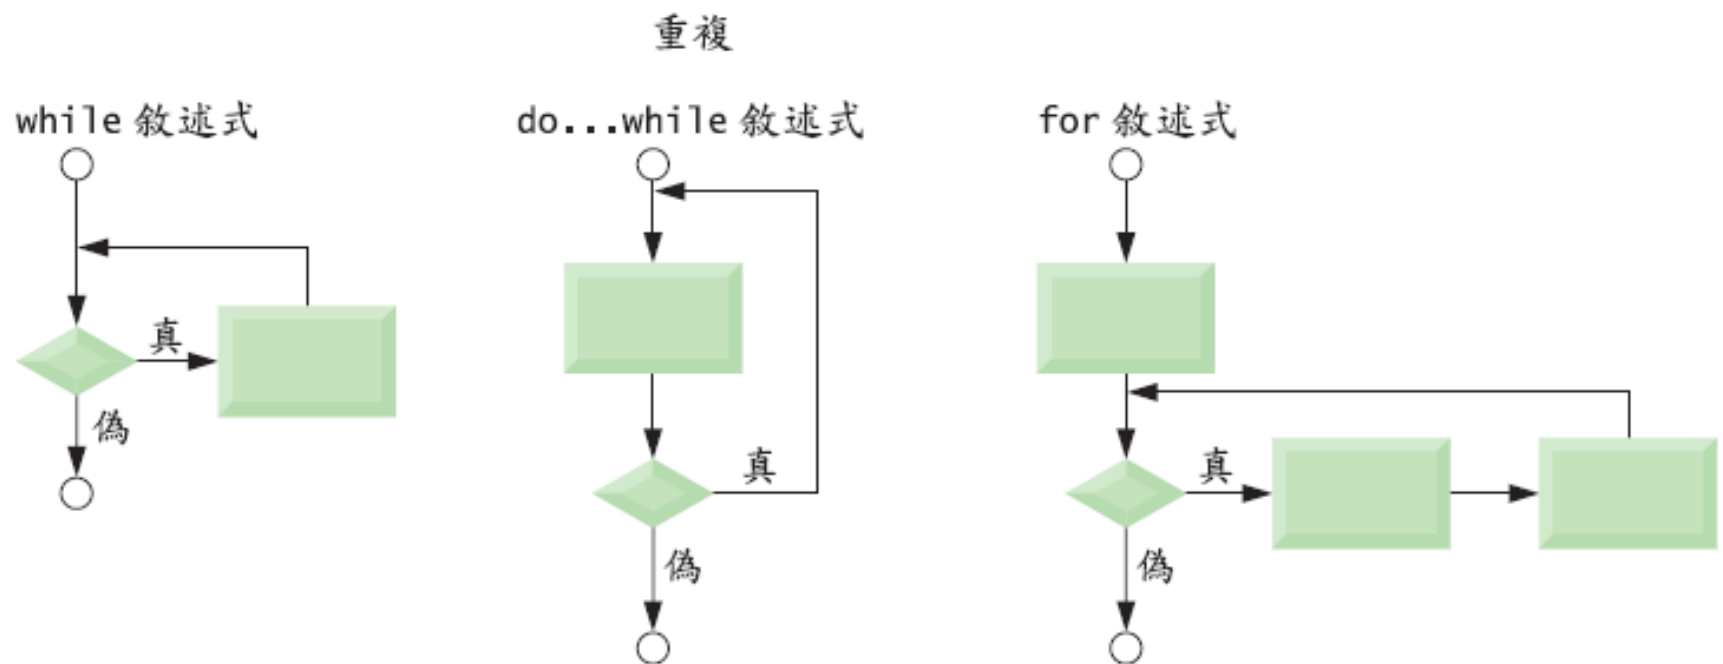 重複
while 敘述式
do...while 敘述式
for 敘述式
真
偽
真
偽
真
偽